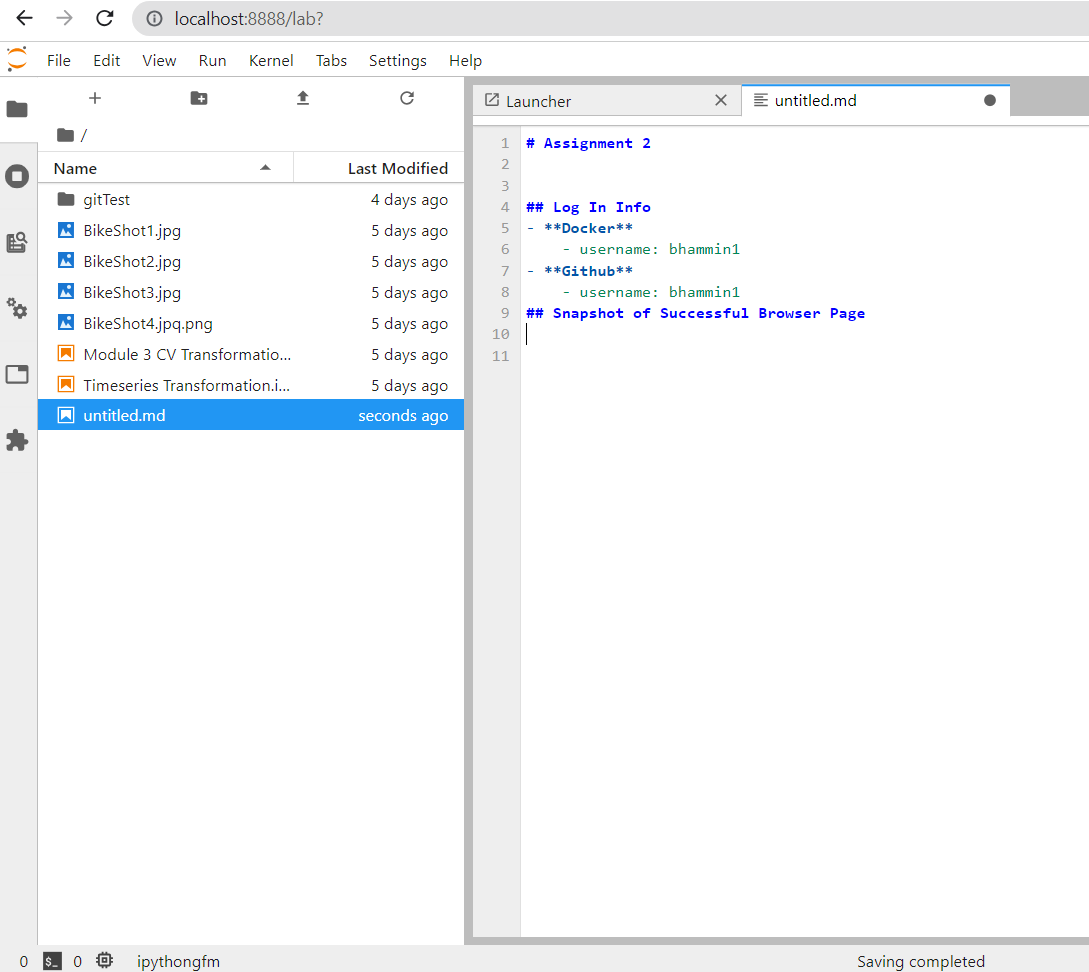 localhost:8888/lab?
File Edit View Run Kernel Tabs Settings Help
/
Name Last Modified
gitTest 4 days ago
BikeShot1.jpg 5 days ago
BikeShot2.jpg 5 days ago
BikeShot3.jpg 5 days ago
BikeShot4.jpq.png 5 days ago
Module 3 CV Transformatio... 5 days ago
Timeseries Transformation.i... 5 days ago
untitled.md seconds ago
Launcher untitled.md
1 # Assignment 2
2
3
4 ## Log In Info
5 - **Docker**
6 - username: bhammin1
7 - **Github**
8 - username: bhammin1
9 ## Snapshot of Successful Browser Page
10
11
0 $_ 0 ipythongfm Saving completed